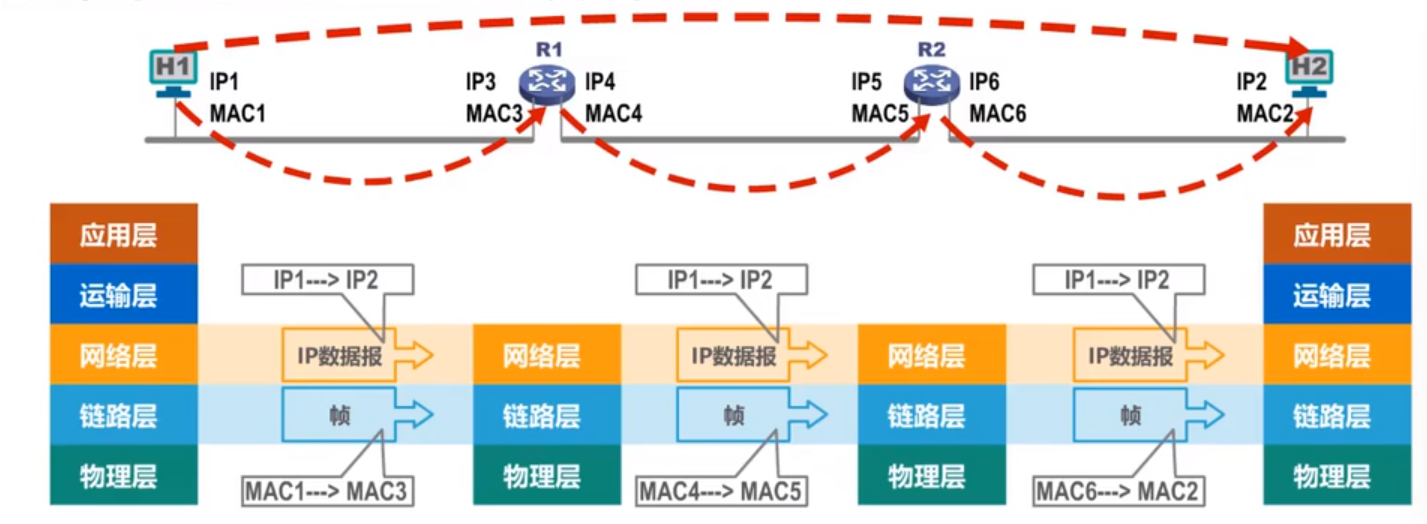 R1 R2
H1 H2
IP1 IP3 IP4 IP5 IP6 IP2
MAC1 MAC3 MAC4 MAC5 MAC6 MAC2
应用层 应用层
运输层 IP1---> IP2 IP1---> IP2 IP1---> IP2 运输层
网络层 IP数据报 网络层 IP数据报 网络层 IP数据报 网络层
链路层 帧 链路层 帧 链路层 帧 链路层
物理层 MAC1---> MAC3 物理层 MAC4---> MAC5 物理层 MAC6---> MAC2 物理层